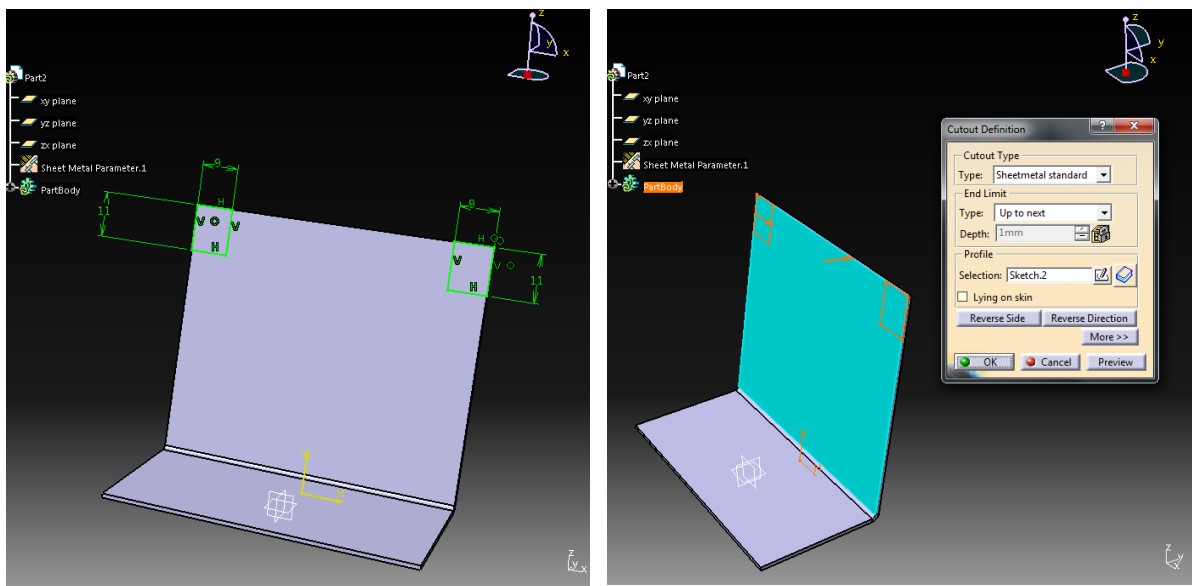 z
y
x
Part2
xy plane
yz plane
zx plane
Sheet Metal Parameter.1
PartBody
9
11
H
V
V
H
9
11
H
V
V
H
z
y
x
z
y
x
Part2
xy plane
yz plane
zx plane
Sheet Metal Parameter.1
PartBody
Cutout Definition
Cutout Type
Type: Sheetmetal standard
End Limit
Type: Up to next
Depth: 1mm
Profile
Selection: Sketch.2
Lying on skin
Reverse Side Reverse Direction
More >>
OK Cancel Preview
z
y